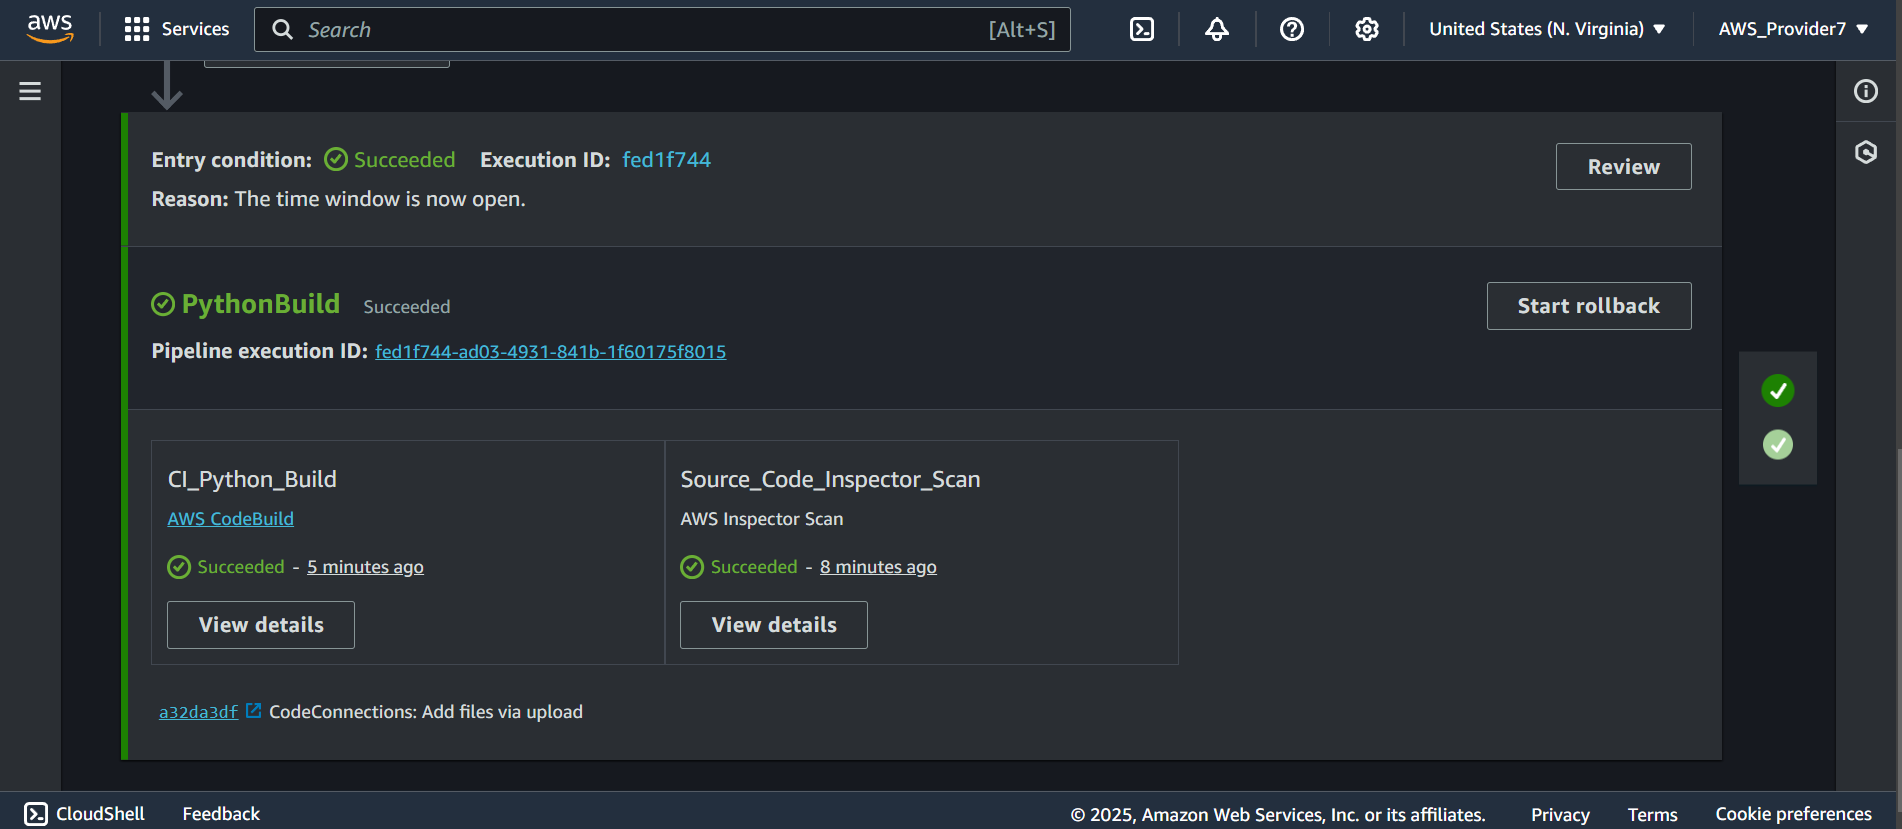 aws Services Search [Alt+S] United States (N. Virginia) AWS_Provider7
Entry condition: Succeeded Execution ID: fed1f744
Review
Reason: The time window is now open.
PythonBuild Succeeded
Start rollback
Pipeline execution ID: fed1f744-ad03-4931-841b-1f60175f8015
CI_Python_Build
AWS CodeBuild
Succeeded - 5 minutes ago
View details
Source_Code_Inspector_Scan
AWS Inspector Scan
Succeeded - 8 minutes ago
View details
a32da3df CodeConnections: Add files via upload
CloudShell Feedback © 2025, Amazon Web Services, Inc. or its affiliates. Privacy Terms Cookie preferences